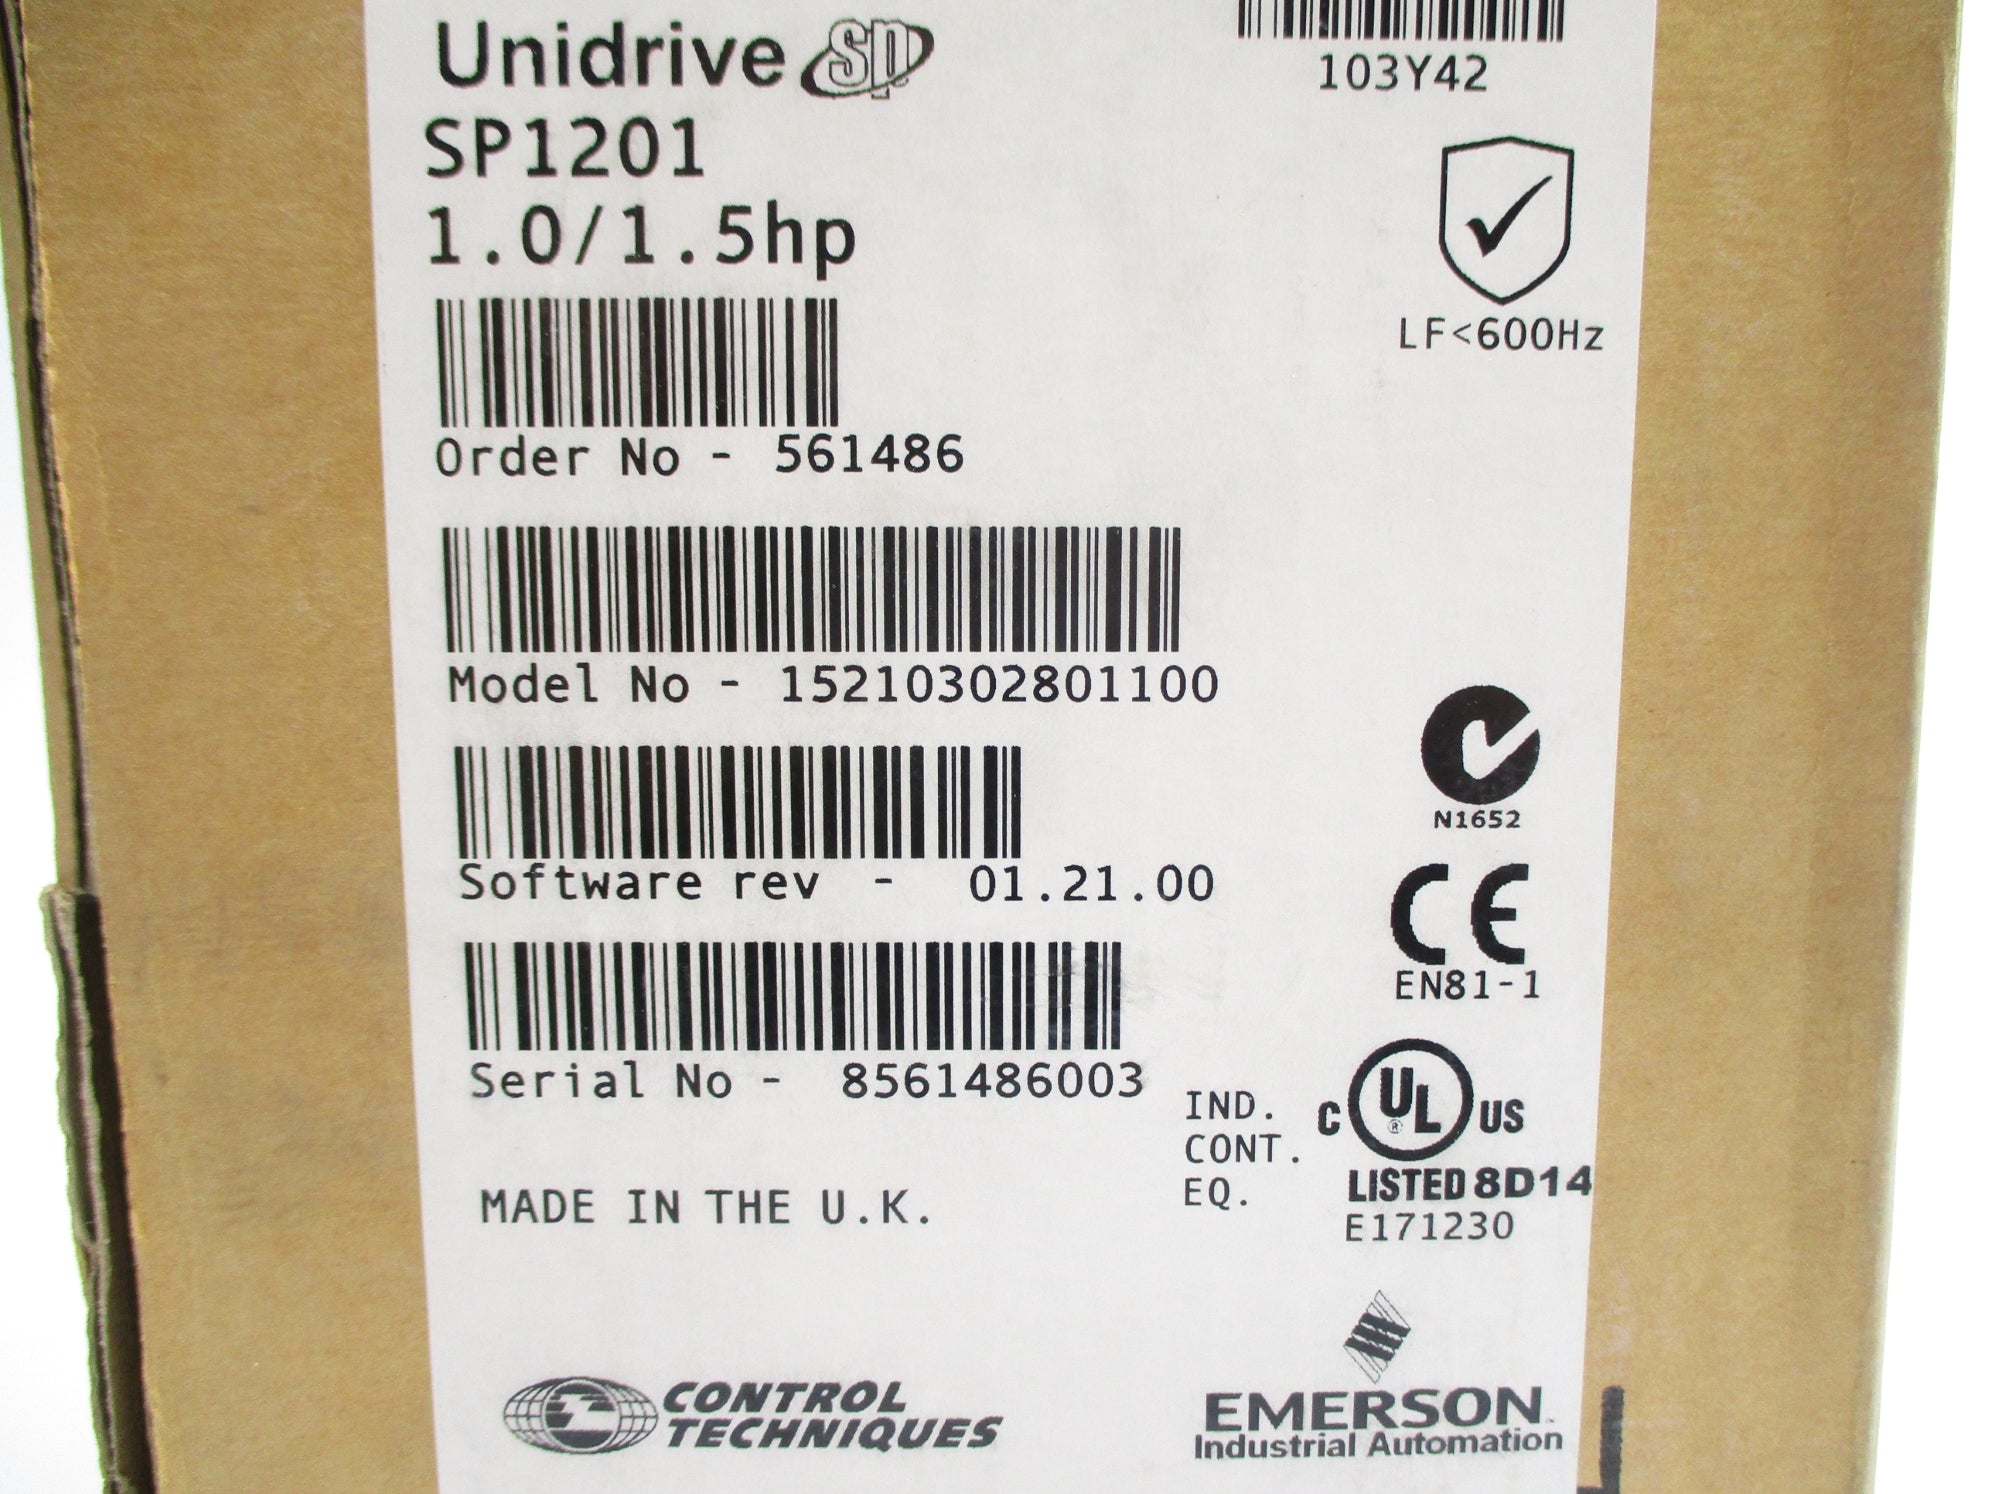 Unidrive SP
103Y42
SP1201
1.0/1.5hp
LF<600Hz
Order No - 561486
Model No - 15210302801100
N1652
Software rev - 01.21.00
CE
EN81-1
Serial No - 8561486003
IND.
CONT.
EQ.
C UL® US
LISTED 8D14
E171230
MADE IN THE U.K.
CONTROL
TECHNIQUES
EMERSON™
Industrial Automation